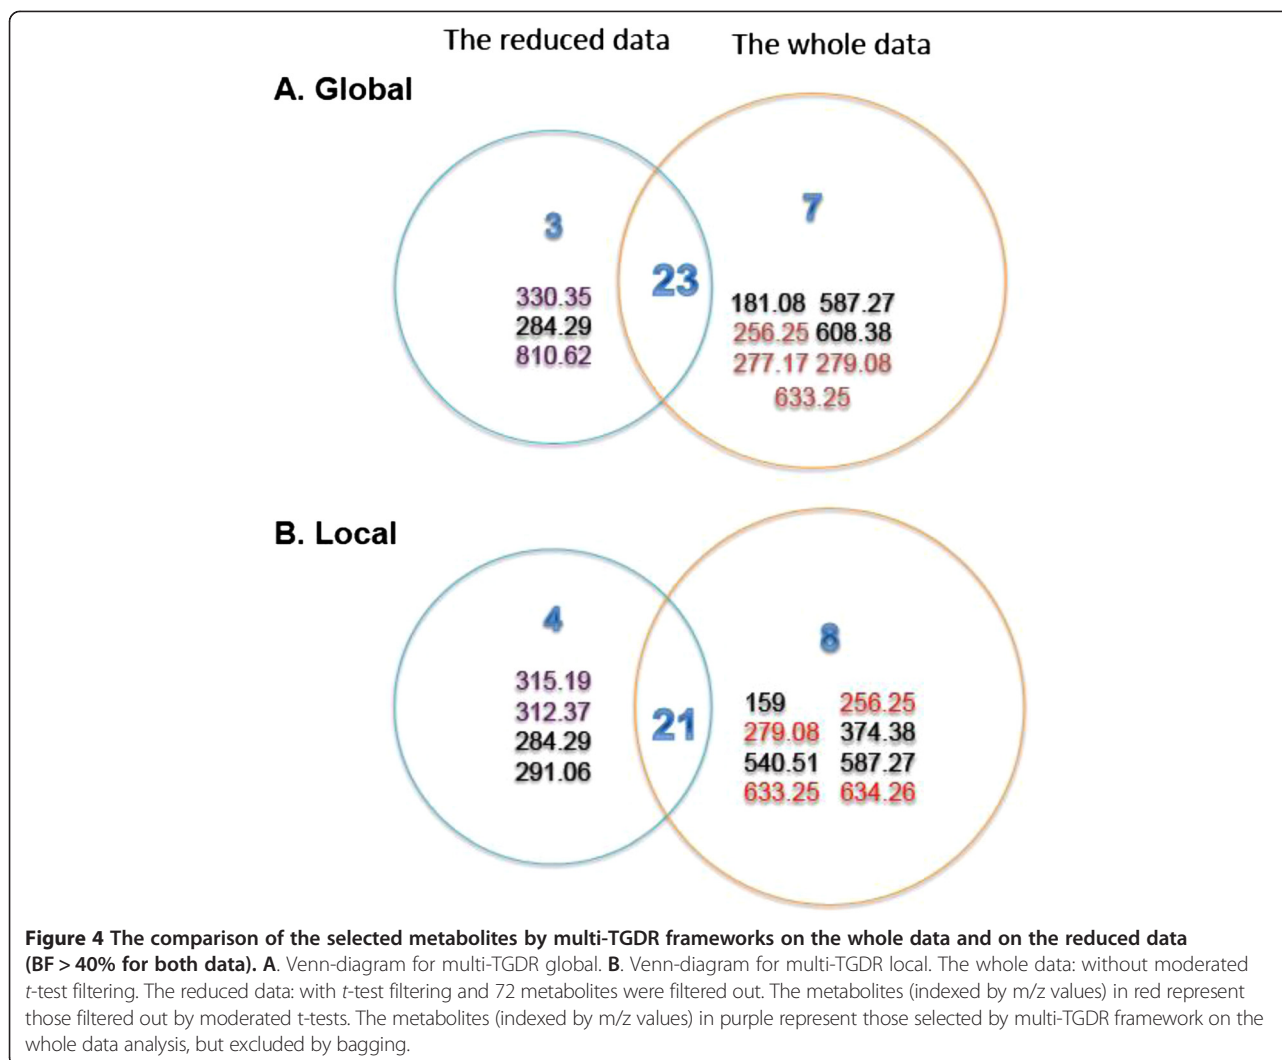 The reduced data The whole data
A. Global
3
7
23
330.35
284.29
810.62
181.08 587.27
256.25 608.38
277.17 279.08
633.25
B. Local
4
8
21
315.19
312.37
284.29
291.06
159 256.25
279.08 374.38
540.51 587.27
633.25 634.26
Figure 4 The comparison of the selected metabolites by multi-TGDR frameworks on the whole data and on the reduced data
(BF > 40% for both data). A. Venn-diagram for multi-TGDR global. B. Venn-diagram for multi-TGDR local. The whole data: without moderated
t-test filtering. The reduced data: with t-test filtering and 72 metabolites were filtered out. The metabolites (indexed by m/z values) in red represent
those filtered out by moderated t-tests. The metabolites (indexed by m/z values) in purple represent those selected by multi-TGDR framework on the
whole data analysis, but excluded by bagging.